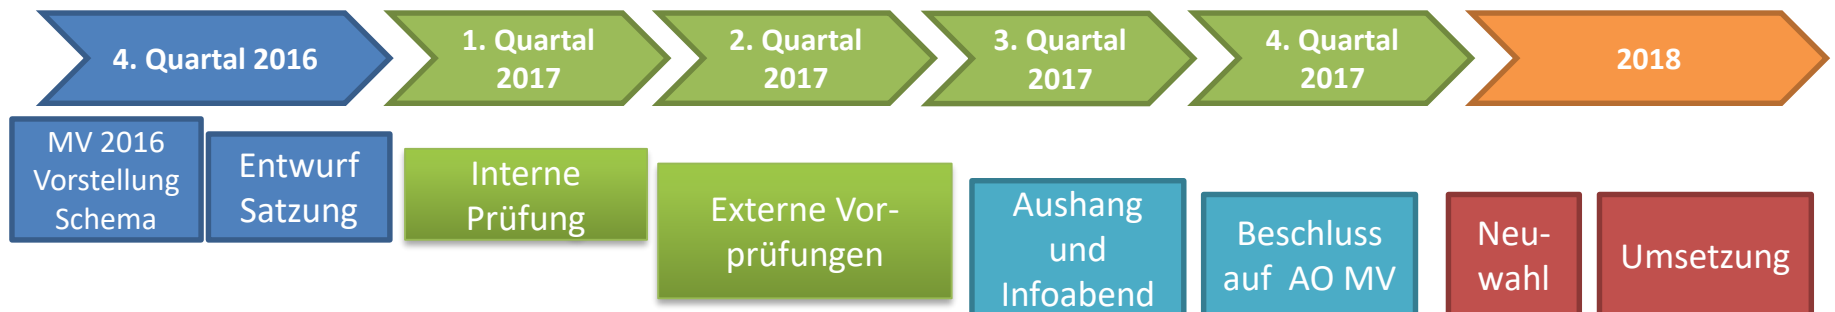 4. Quartal 2016
1. Quartal
2017
2. Quartal
2017
3. Quartal
2017
4. Quartal
2017
2018
MV 2016
Vorstellung
Schema
Entwurf
Satzung
Interne
Prüfung
Externe Vor-
prüfungen
Aushang
und
Infoabend
Beschluss
auf AO MV
Neu-
wahl
Umsetzung